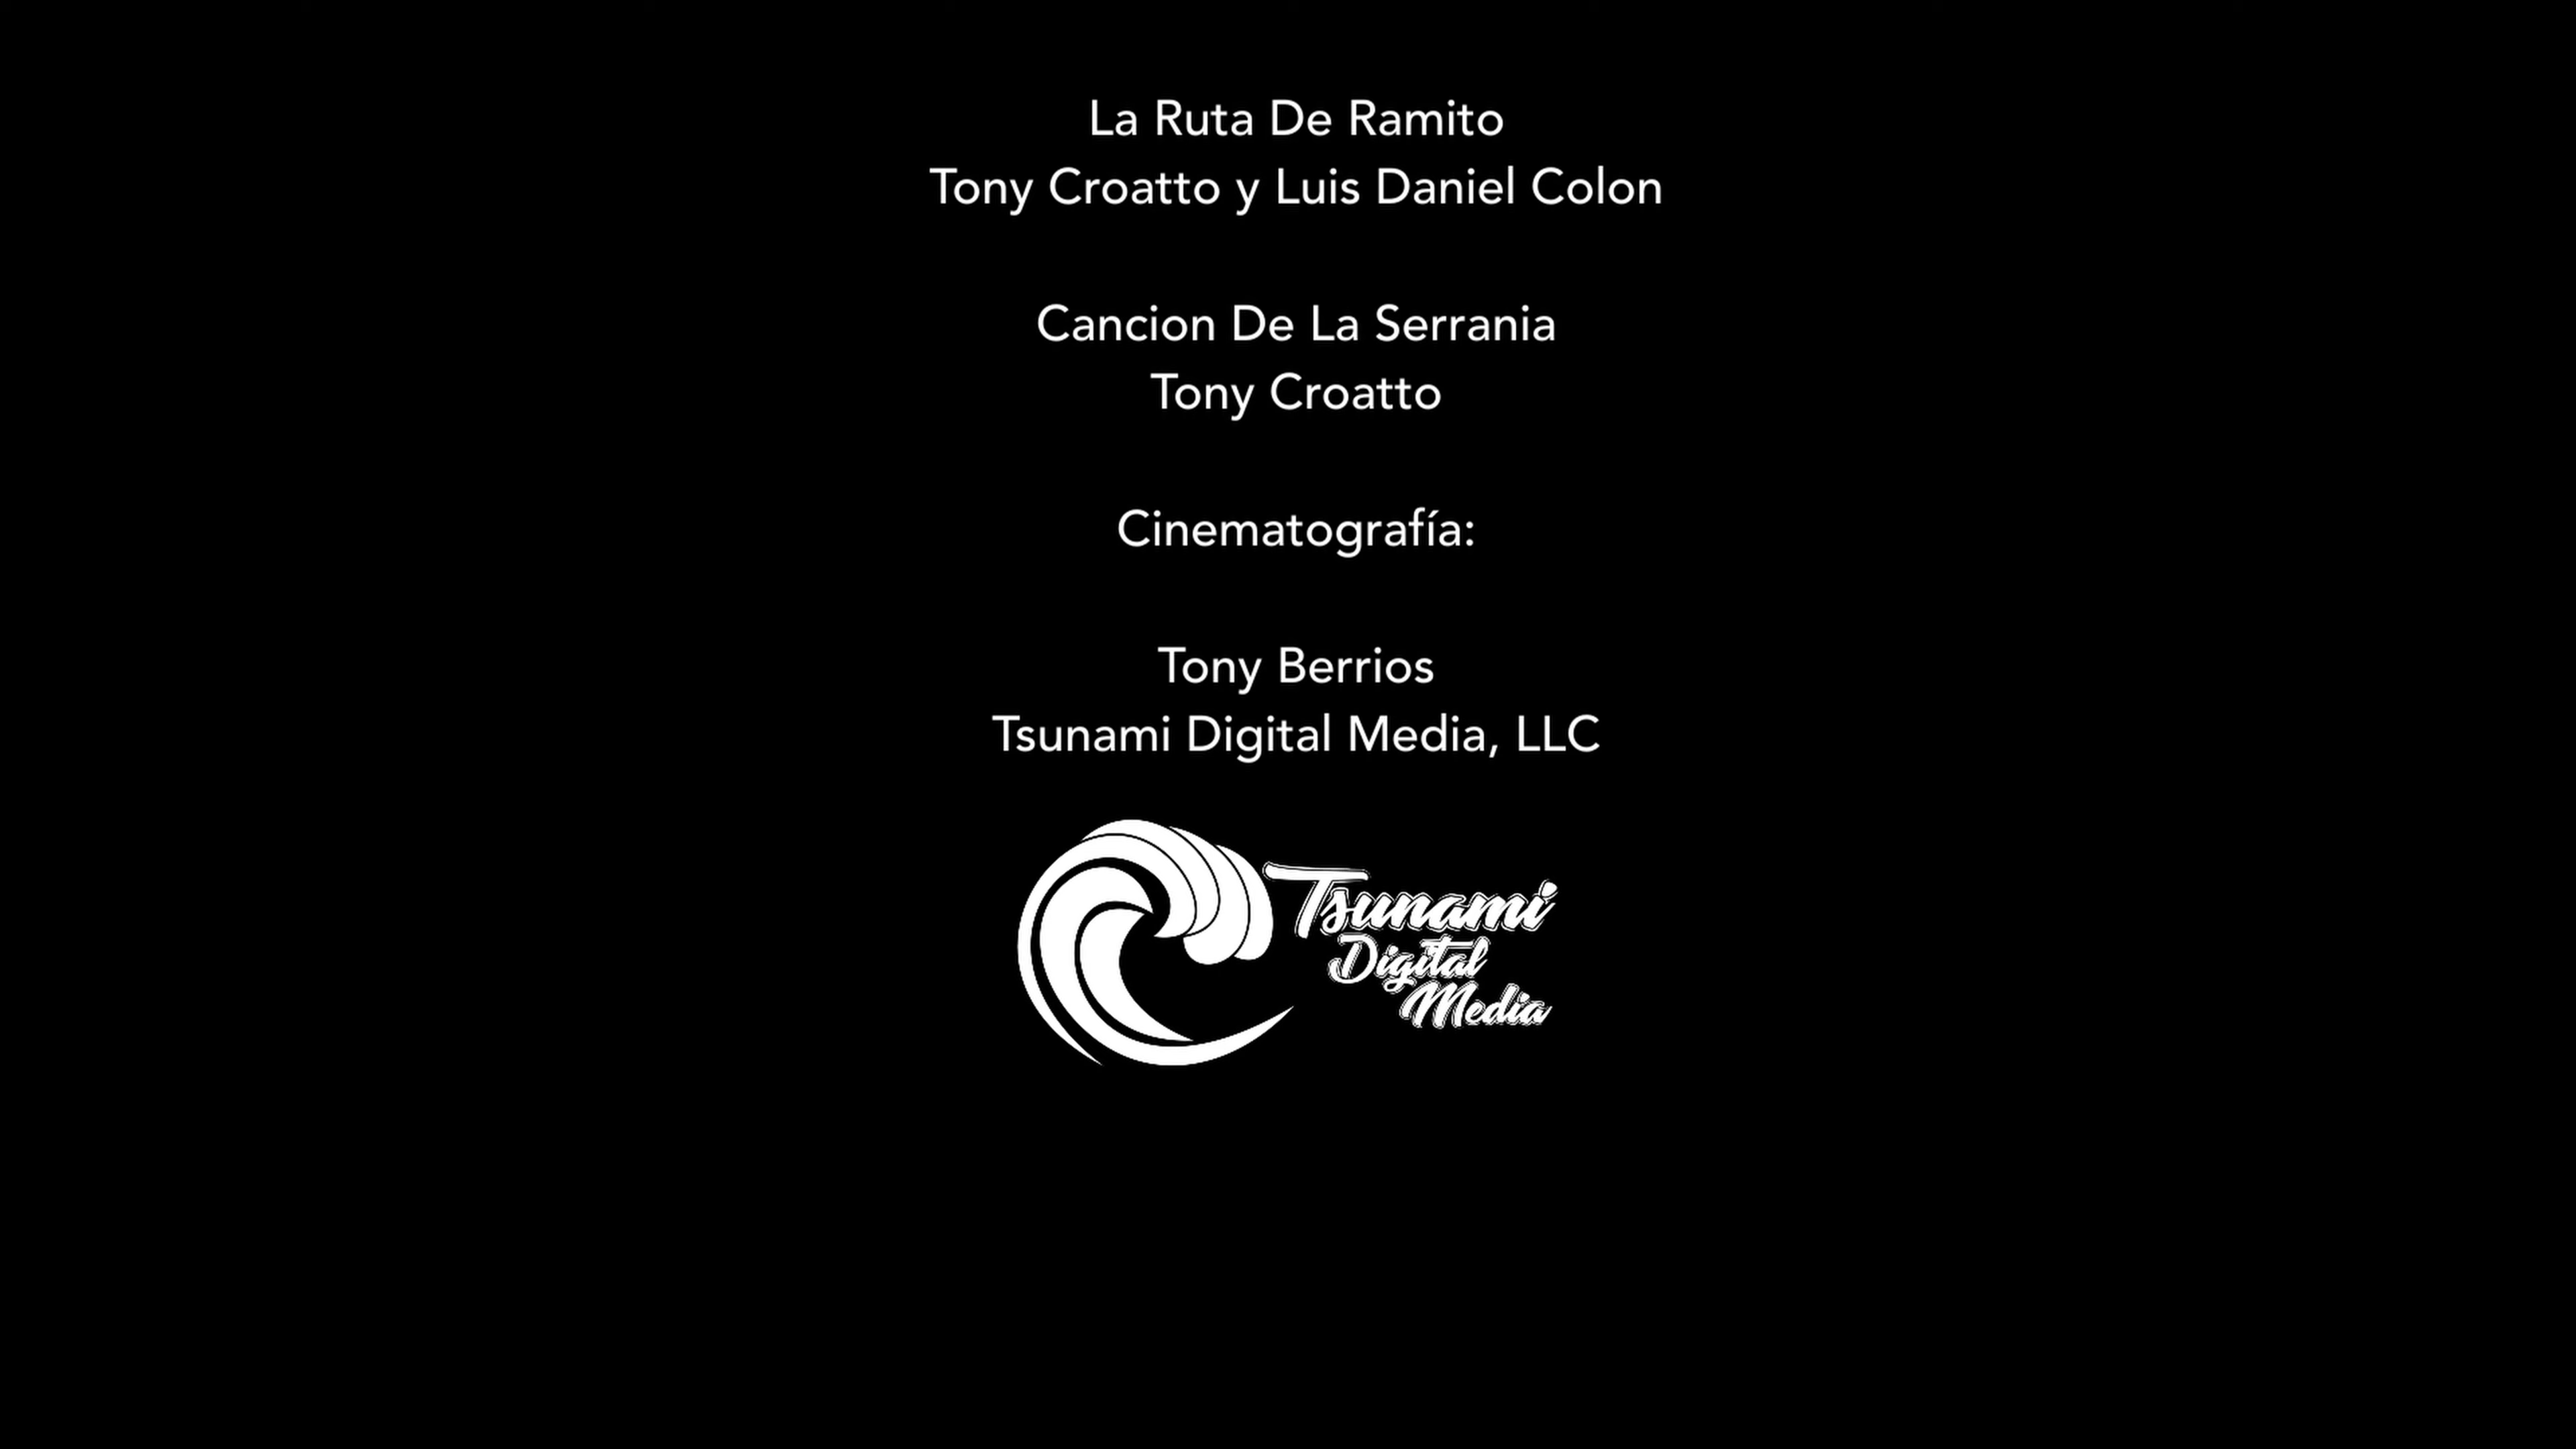 La Ruta De Ramito
Tony Croatto y Luis Daniel Colon
Cancion De La Serrania
Tony Croatto
Cinematografía:
Tony Berrios
Tsunami Digital Media, LLC
Tsunami
Digital
Media